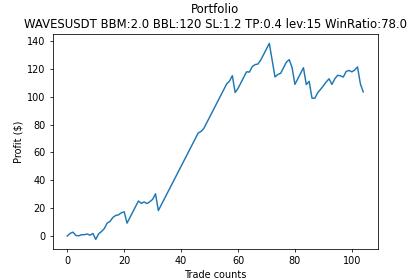 Portfolio
WAVESUSDT BBM:2.0 BBL:120 SL:1.2 TP:0.4 lev:15 WinRatio:78.0
140
120
100
80
60
40
20
0
Profit ($)
0 20 40 60 80 100
Trade counts